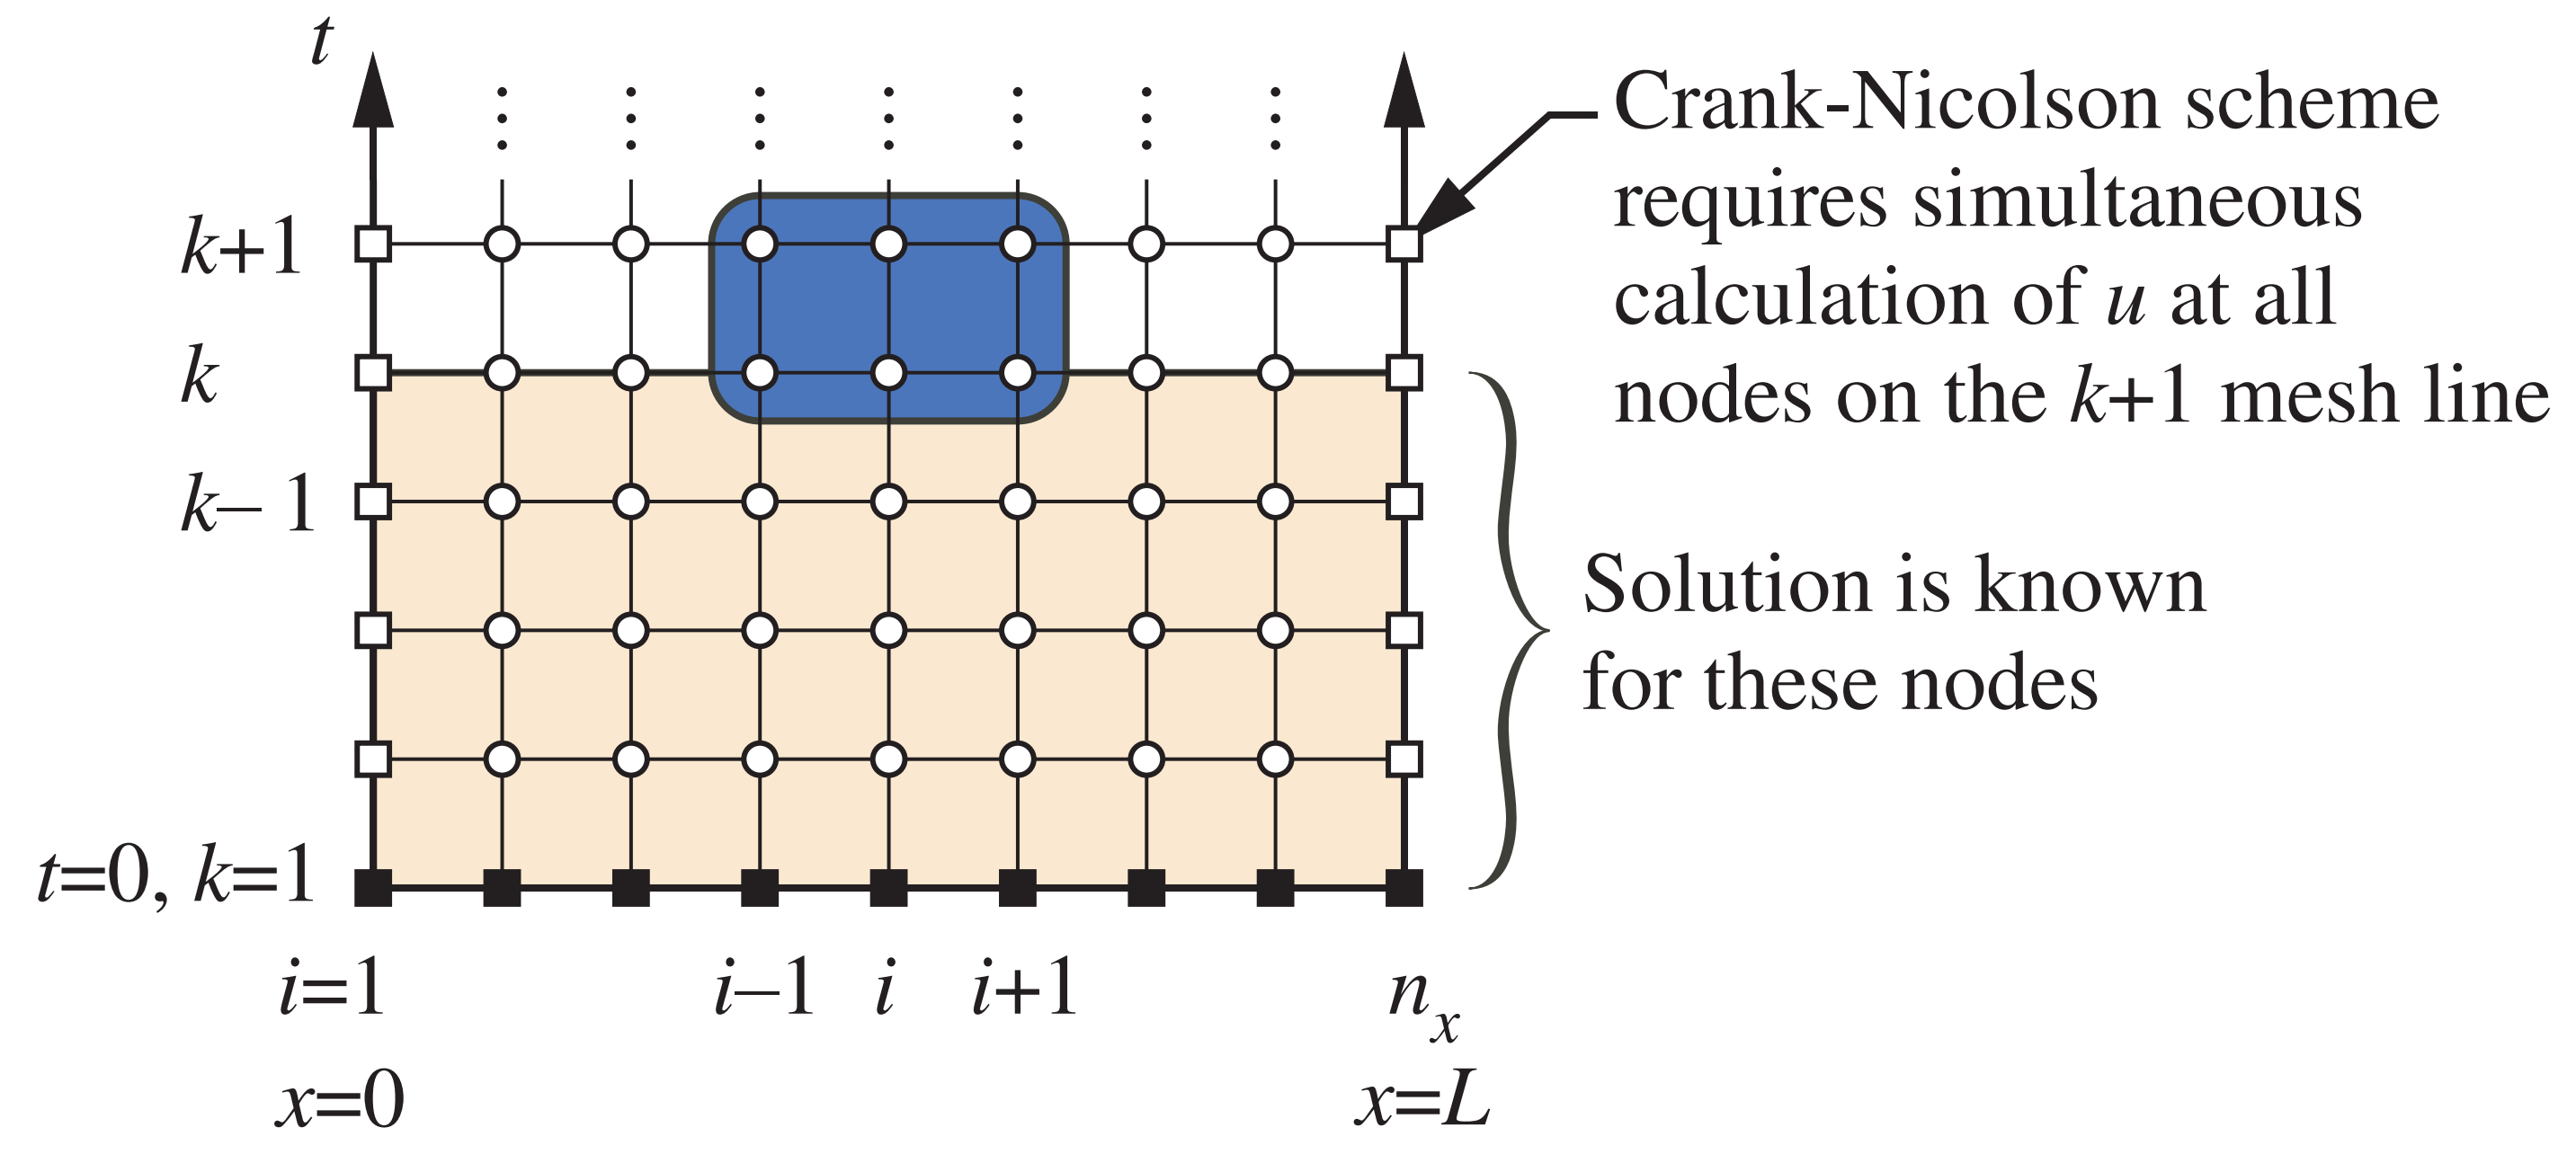 t
Crank-Nicolson scheme
requires simultaneous
calculation of u at all
nodes on the k+1 mesh line
k+1
k
k– 1
Solution is known
for these nodes
t=0, k=1
i=1
i–1
i
i+1
nₓ
x=0
x=L